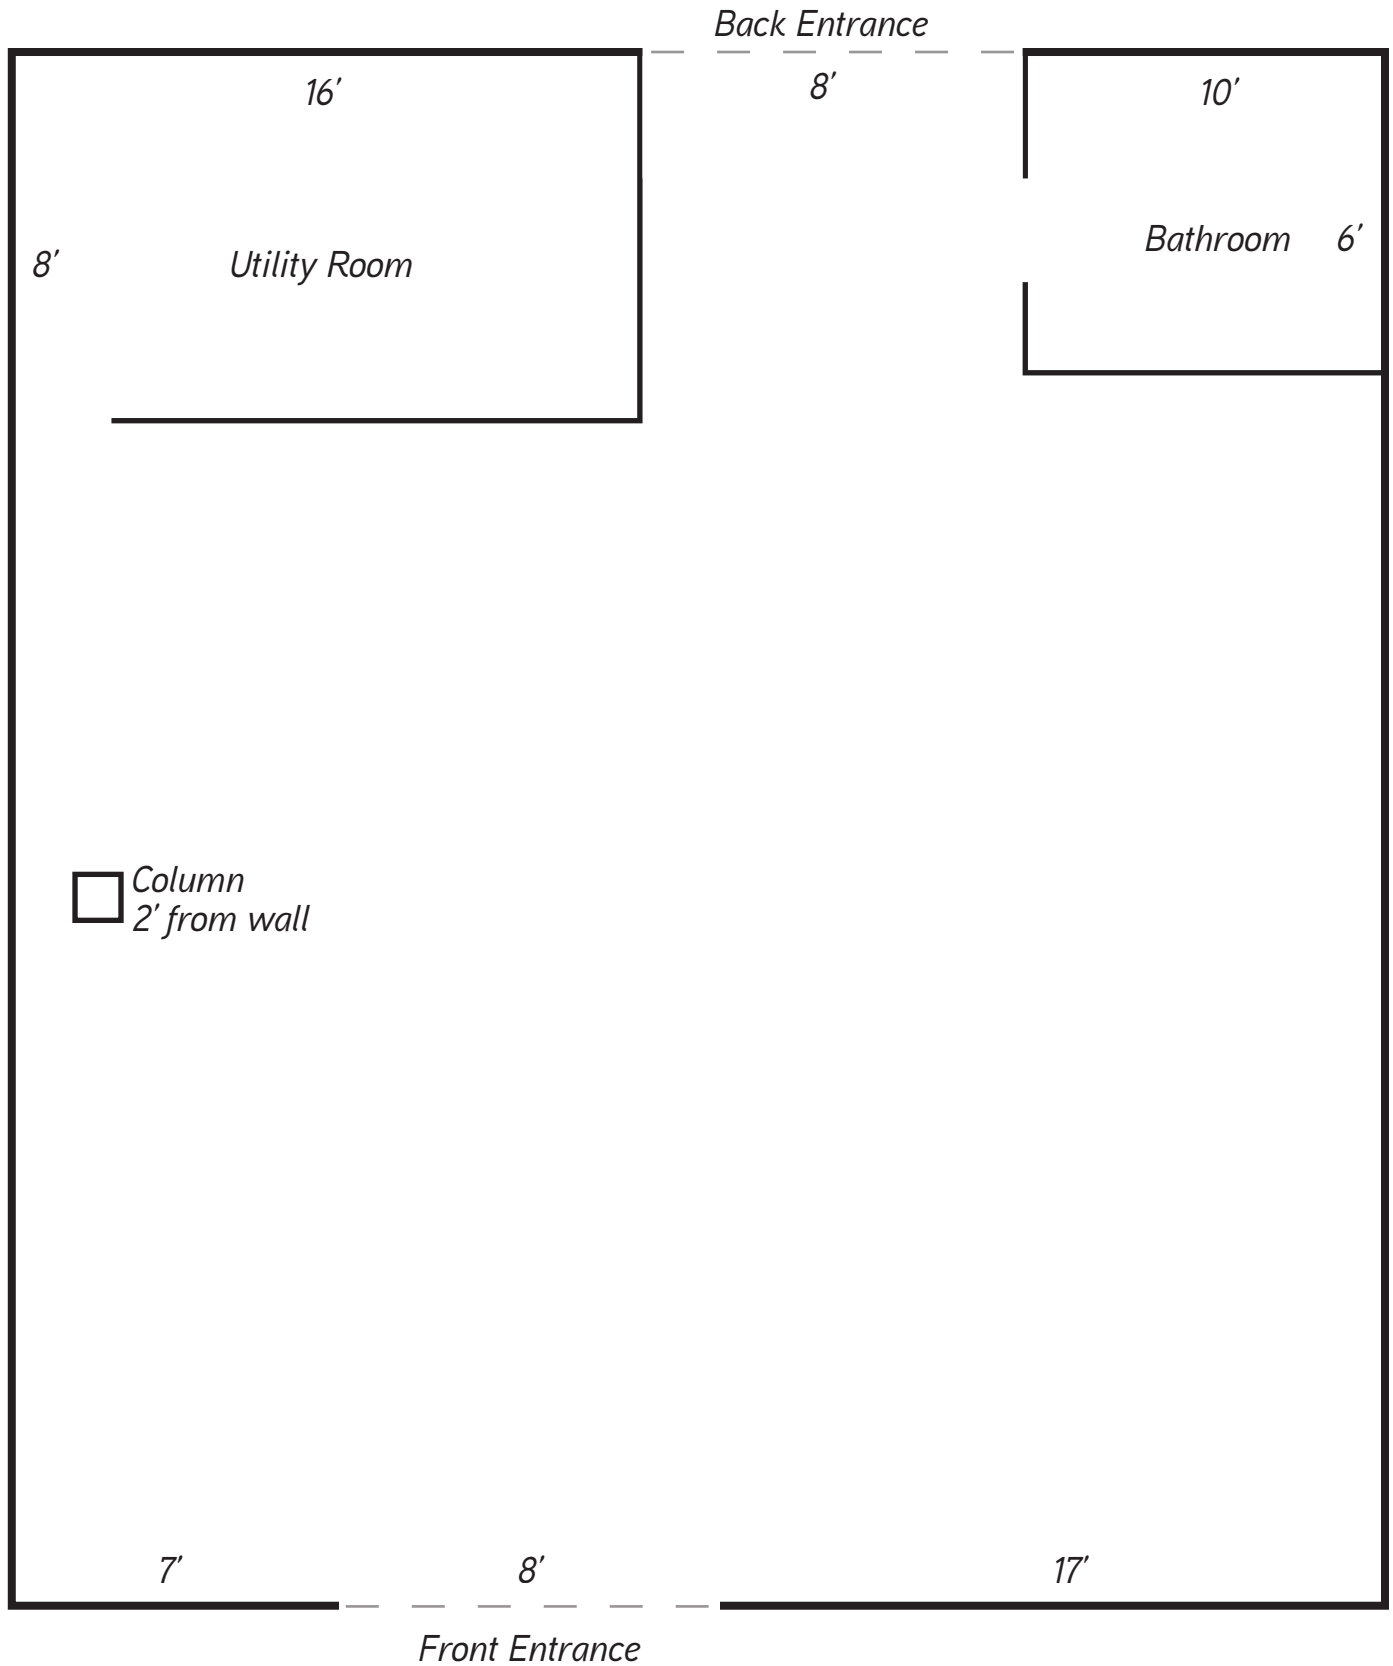 Back Entrance
16′
8′
10′
8′
Utility Room
Bathroom
6′
Column
2′ from wall
7′
8′
17′
Front Entrance